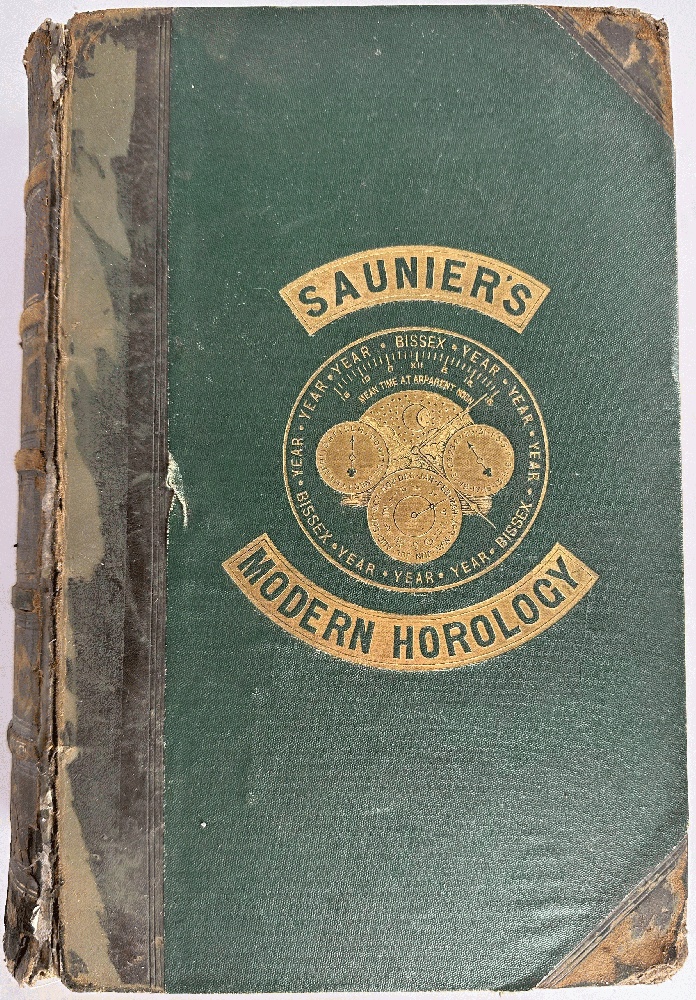 SAUNIER'S
BISSEX • YEAR • YEAR • YEAR • BISSEX • YEAR • YEAR • YEAR • BISSEX • YEAR • YEAR • YEAR
XII
MEAN TIME AT APPARENT NOON
MODERN HOROLOGY